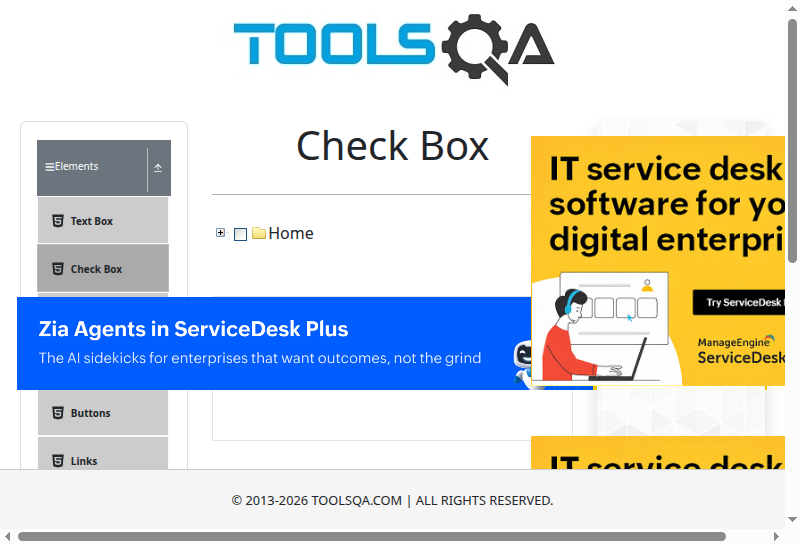 TOOLSQA
Check Box
Elements
Text Box
Check Box
Home
IT service desk
software for yo
digital enterpri
Try ServiceDesk
ManageEngine
ServiceDesk
Zia Agents in ServiceDesk Plus
The AI sidekicks for enterprises that want outcomes, not the grind
Buttons
Links
IT service desk
© 2013-2026 TOOLSQA.COM | ALL RIGHTS RESERVED.